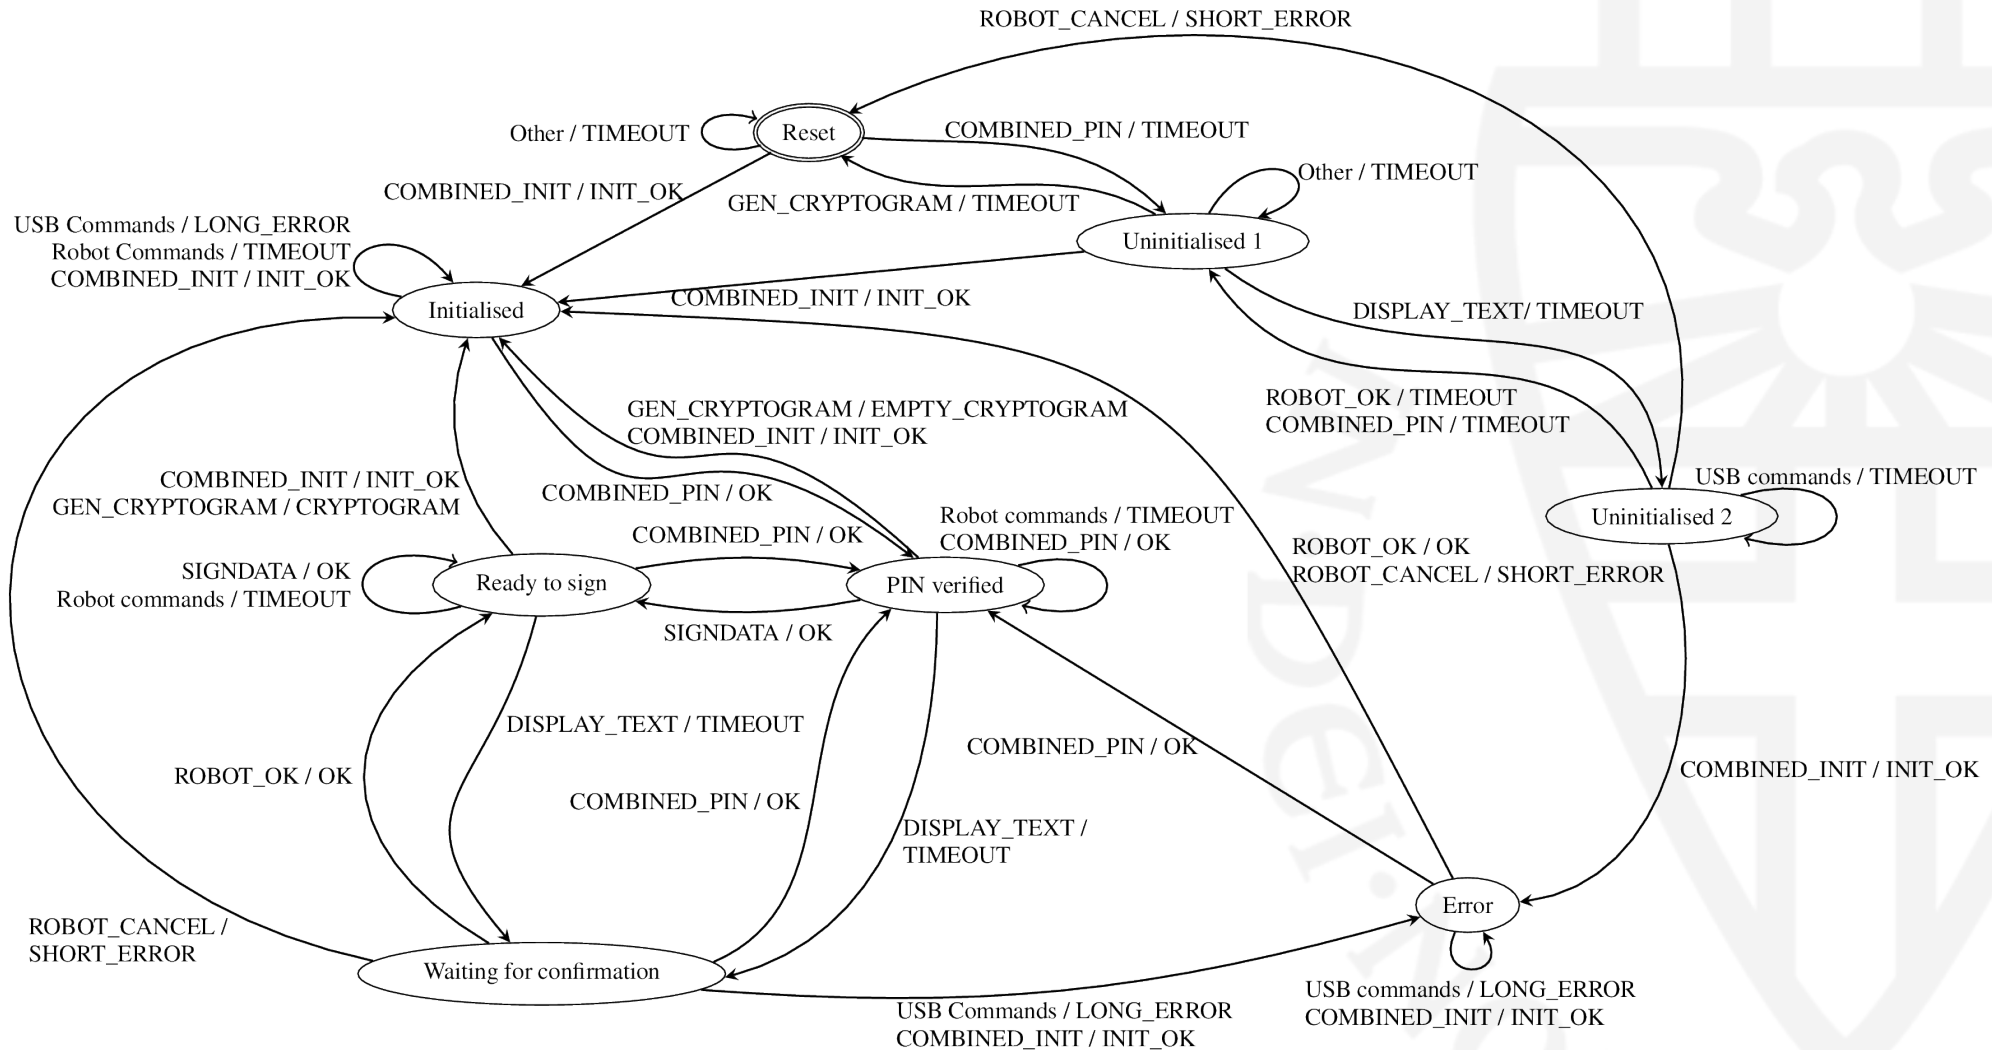 ROBOT_CANCEL / SHORT_ERROR
Reset
Other / TIMEOUT
COMBINED_PIN / TIMEOUT
Other / TIMEOUT
COMBINED_INIT / INIT_OK
GEN_CRYPTOGRAM / TIMEOUT
USB Commands / LONG_ERROR
Robot Commands / TIMEOUT
COMBINED_INIT / INIT_OK
Uninitialised 1
Initialised
COMBINED_INIT / INIT_OK
DISPLAY_TEXT/ TIMEOUT
ROBOT_OK / TIMEOUT
COMBINED_PIN / TIMEOUT
GEN_CRYPTOGRAM / EMPTY_CRYPTOGRAM
COMBINED_INIT / INIT_OK
COMBINED_INIT / INIT_OK
GEN_CRYPTOGRAM / CRYPTOGRAM
COMBINED_PIN / OK
USB commands / TIMEOUT
Uninitialised 2
COMBINED_PIN / OK
Robot commands / TIMEOUT
COMBINED_PIN / OK
ROBOT_OK / OK
ROBOT_CANCEL / SHORT_ERROR
SIGNDATA / OK
Robot commands / TIMEOUT
Ready to sign
PIN verified
SIGNDATA / OK
DISPLAY_TEXT / TIMEOUT
ROBOT_OK / OK
COMBINED_PIN / OK
COMBINED_PIN / OK
COMBINED_INIT / INIT_OK
DISPLAY_TEXT /
TIMEOUT
ROBOT_CANCEL /
SHORT_ERROR
Error
Waiting for confirmation
USB Commands / LONG_ERROR
COMBINED_INIT / INIT_OK
USB commands / LONG_ERROR
COMBINED_INIT / INIT_OK